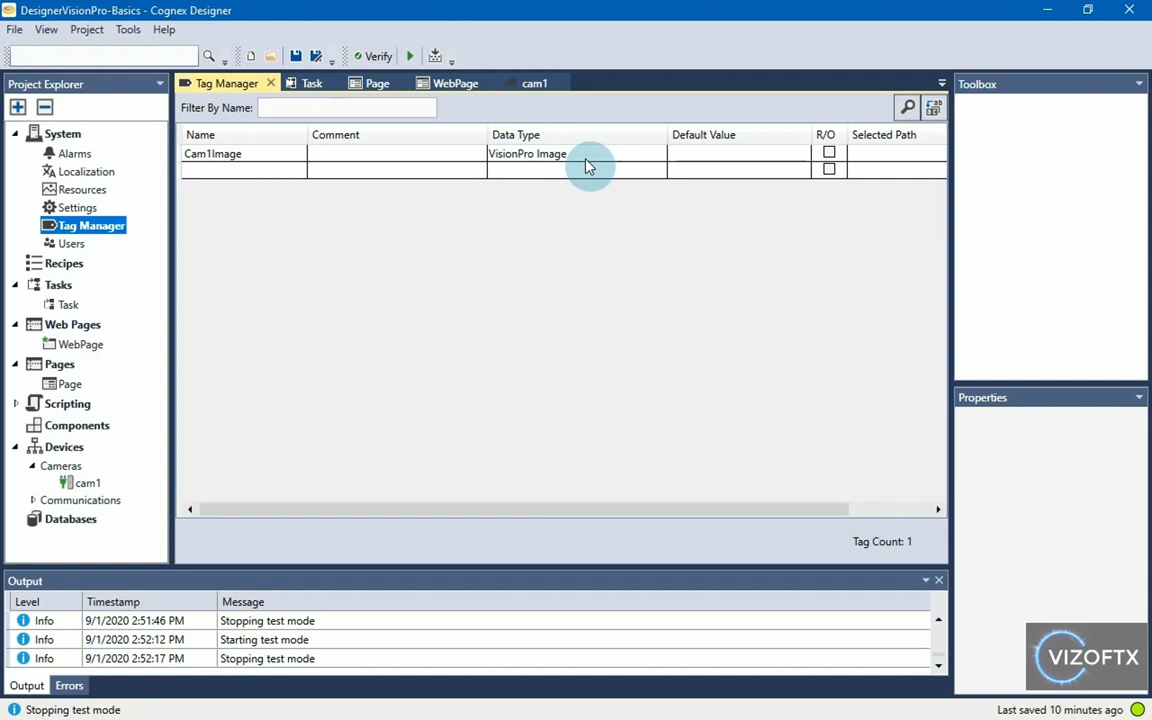 DesignerVisionPro-Basics - Cognex Designer
File View Project Tools Help
Verify
Project Explorer
Tag Manager Task Page WebPage cam1
Toolbox
Filter By Name:
System
Name Comment Data Type Default Value R/O Selected Path
Alarms
Cam1Image VisionPro Image
Localization
Resources
Settings
Tag Manager
Users
Recipes
Tasks
Task
Web Pages
WebPage
Pages
Page
Properties
Scripting
Components
Devices
Cameras
cam1
Communications
Databases
Tag Count: 1
Output
Level Timestamp Message
Info 9/1/2020 2:51:46 PM Stopping test mode
Info 9/1/2020 2:52:12 PM Starting test mode
Info 9/1/2020 2:52:17 PM Stopping test mode
VIZOFTX
Output Errors
Stopping test mode Last saved 10 minutes ago